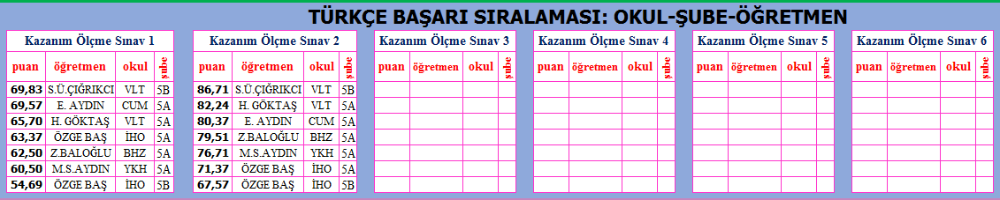 TÜRKÇE BAŞARI SIRALAMASI: OKUL-ŞUBE-ÖĞRETMEN
Kazanım Ölçme Sınav 1
puan öğretmen okul şube
69,83 S.Ü.ÇIĞRIKCI VLT 5B
69,57 E. AYDIN CUM 5A
65,70 H. GÖKTAŞ VLT 5A
63,37 ÖZGE BAŞ İHO 5A
62,50 Z.BALOĞLU BHZ 5A
60,50 M.S.AYDIN YKH 5A
54,69 ÖZGE BAŞ İHO 5B
Kazanım Ölçme Sınav 2
puan öğretmen okul şube
86,71 S.Ü.ÇIĞRIKCI VLT 5B
82,24 H. GÖKTAŞ VLT 5A
80,37 E. AYDIN CUM 5A
79,51 Z.BALOĞLU BHZ 5A
76,71 M.S.AYDIN YKH 5A
71,37 ÖZGE BAŞ İHO 5A
67,57 ÖZGE BAŞ İHO 5B
Kazanım Ölçme Sınav 3
puan öğretmen okul şube
Kazanım Ölçme Sınav 4
puan öğretmen okul şube
Kazanım Ölçme Sınav 5
puan öğretmen okul şube
Kazanım Ölçme Sınav 6
puan öğretmen okul şube